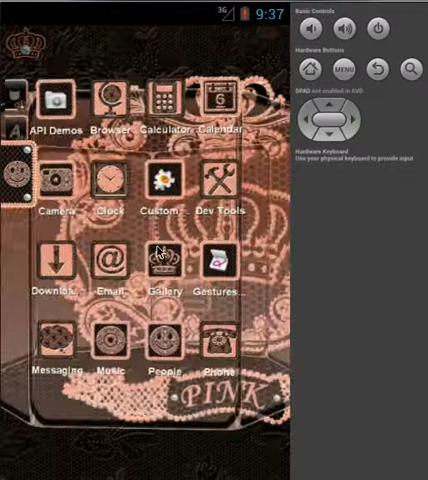 3G 9:37
API Demos Browser Calculator Calendar
Camera Clock Custom... Dev Tools
Downloa... Email Gallery Gestures...
Messaging Music People Phone
PINK
A
6
@
Basic Controls
Hardware Buttons
MENU
DPAD not enabled in AVD
Hardware Keyboard
Use your physical keyboard to provide input